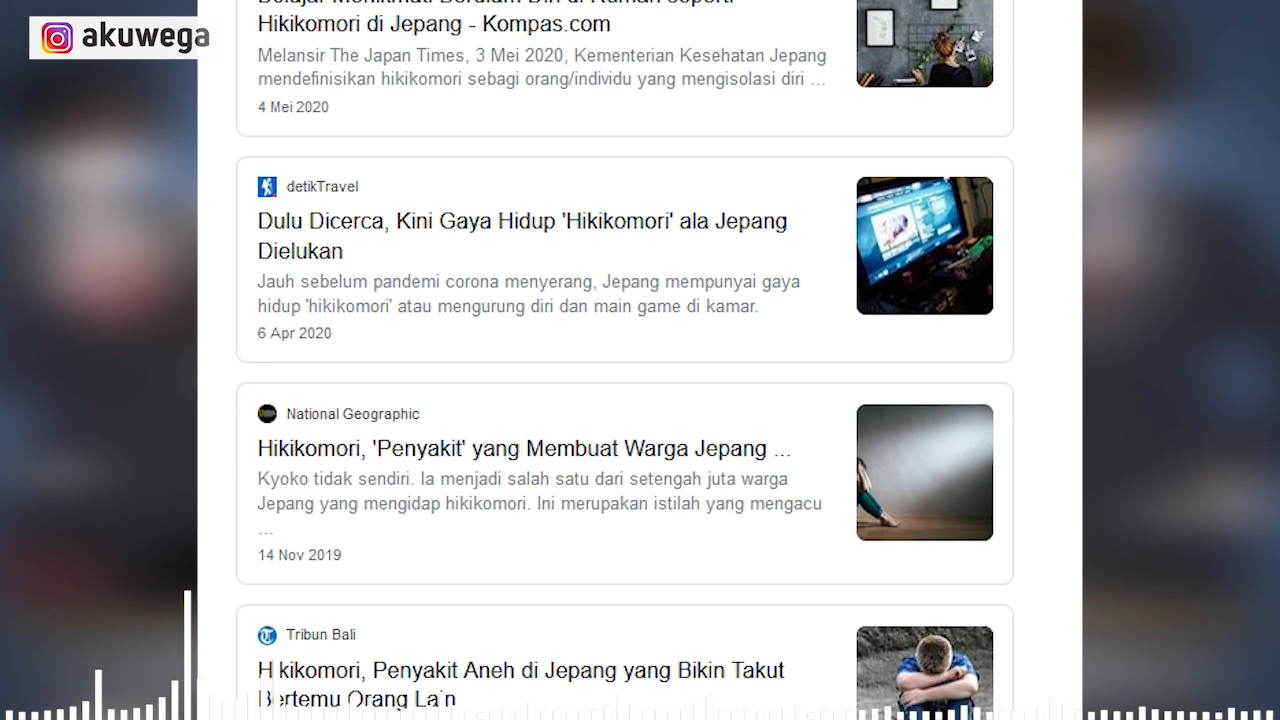 akuwega
Hikikomori di Jepang - Kompas.com
Melansir The Japan Times, 3 Mei 2020, Kementerian Kesehatan Jepang
mendefinisikan hikikomori sebagai orang/individu yang mengisolasi diri ...
4 Mei 2020
detikTravel
Dulu Dicerca, Kini Gaya Hidup 'Hikikomori' ala Jepang
Dielukan
Jauh sebelum pandemi corona menyerang, Jepang mempunyai gaya
hidup 'hikikomori' atau mengurung diri dan main game di kamar.
6 Apr 2020
National Geographic
Hikikomori, 'Penyakit' yang Membuat Warga Jepang ...
Kyoko tidak sendiri. Ia menjadi salah satu dari setengah juta warga
Jepang yang mengidap hikikomori. Ini merupakan istilah yang mengacu
...
14 Nov 2019
Tribun Bali
Hikikomori, Penyakit Aneh di Jepang yang Bikin Takut
Bertemu Orang Lain